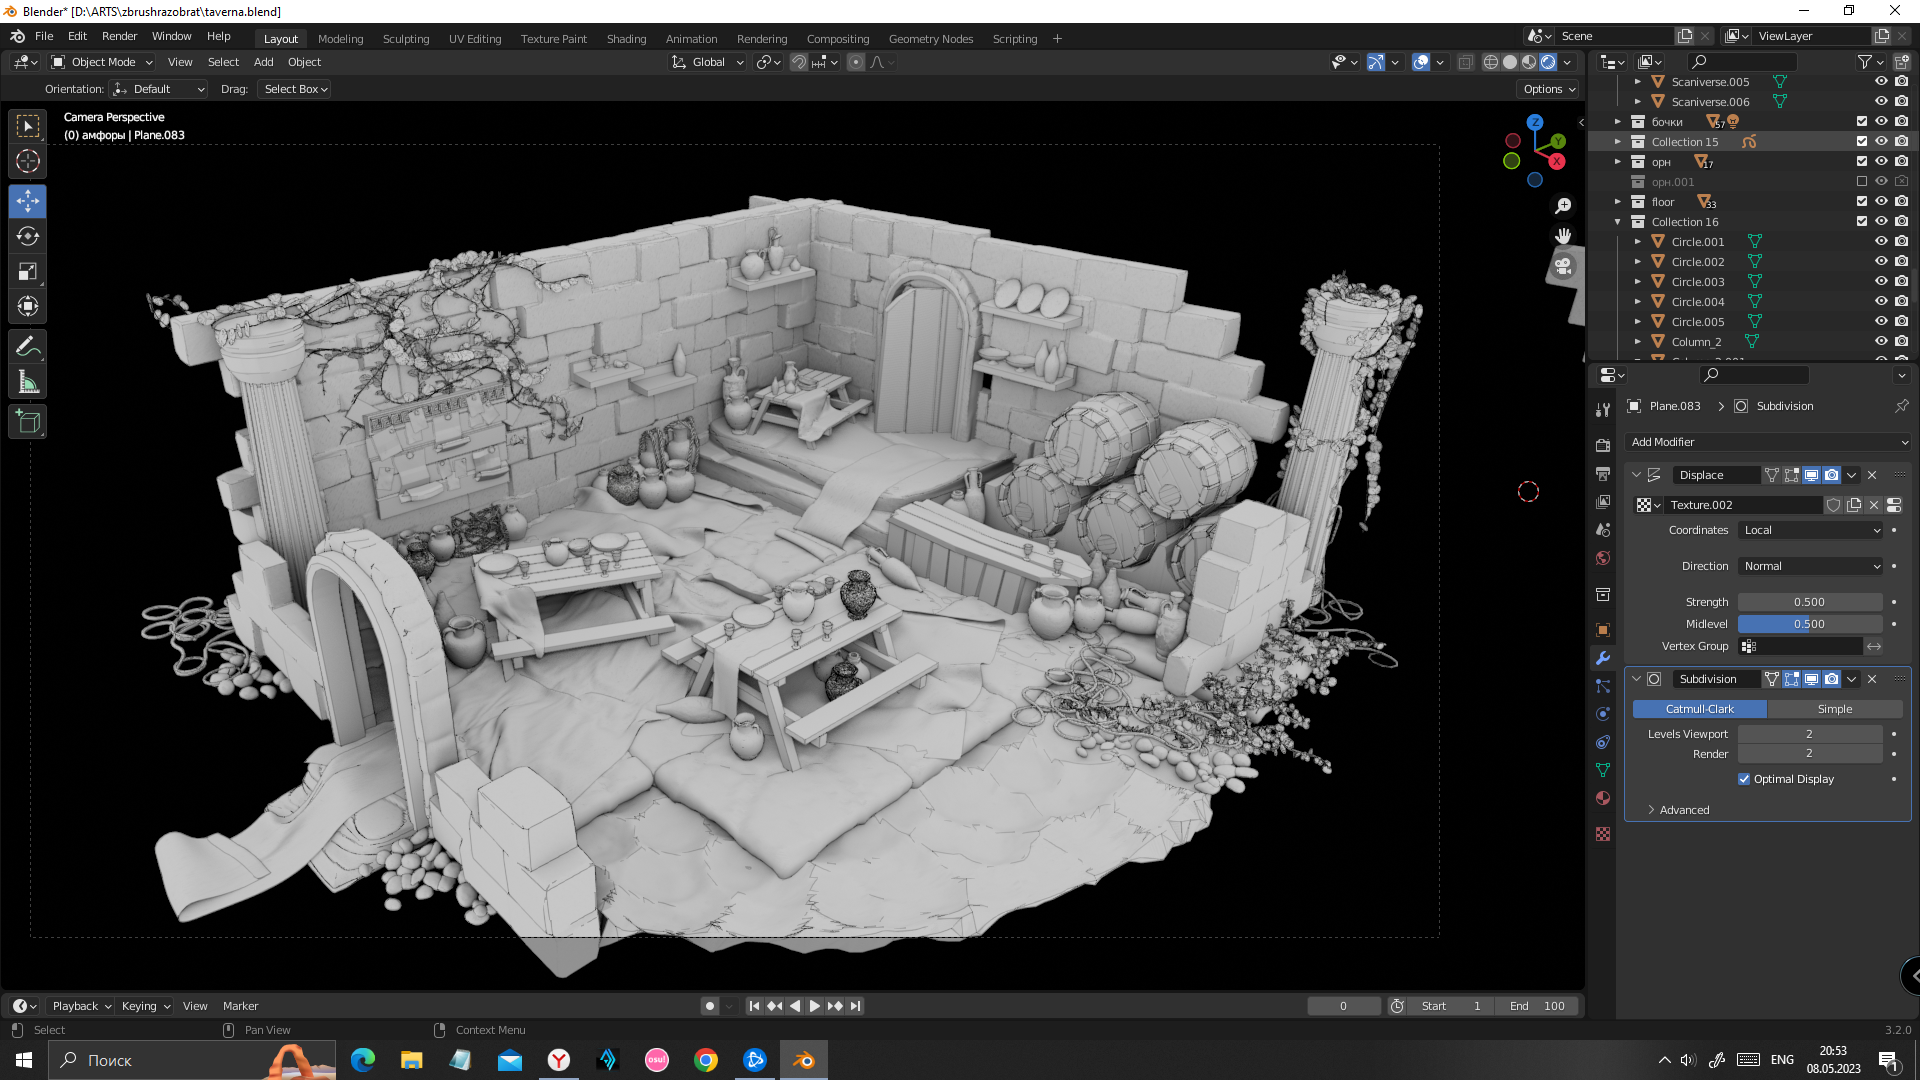 Blender* [D:\ARTS\zbrushrazobrat\taverna.blend]
File Edit Render Window Help Layout Modeling Sculpting UV Editing Texture Paint Shading Animation Rendering Compositing Geometry Nodes Scripting + Scene ViewLayer
Object Mode View Select Add Object Global
Orientation: Default Drag: Select Box Options
Camera Perspective
(0) амфоры | Plane.083
Z
Y
X
Scaniverse.005
Scaniverse.006
бочки 57
Collection 15
орн 17
орн.001
floor 33
Collection 16
Circle.001
Circle.002
Circle.003
Circle.004
Circle.005
Column_2
Plane.083 > Subdivision
Add Modifier
Displace
Texture.002
Coordinates Local
Direction Normal
Strength 0.500
Midlevel 0.500
Vertex Group
Subdivision
Catmull-Clark Simple
Levels Viewport 2
Render 2
Optimal Display
Advanced
Playback Keying View Marker 0 Start 1 End 100
Select Pan View Context Menu 3.2.0
Поиск osu! ENG 20:53
08.05.2023 1